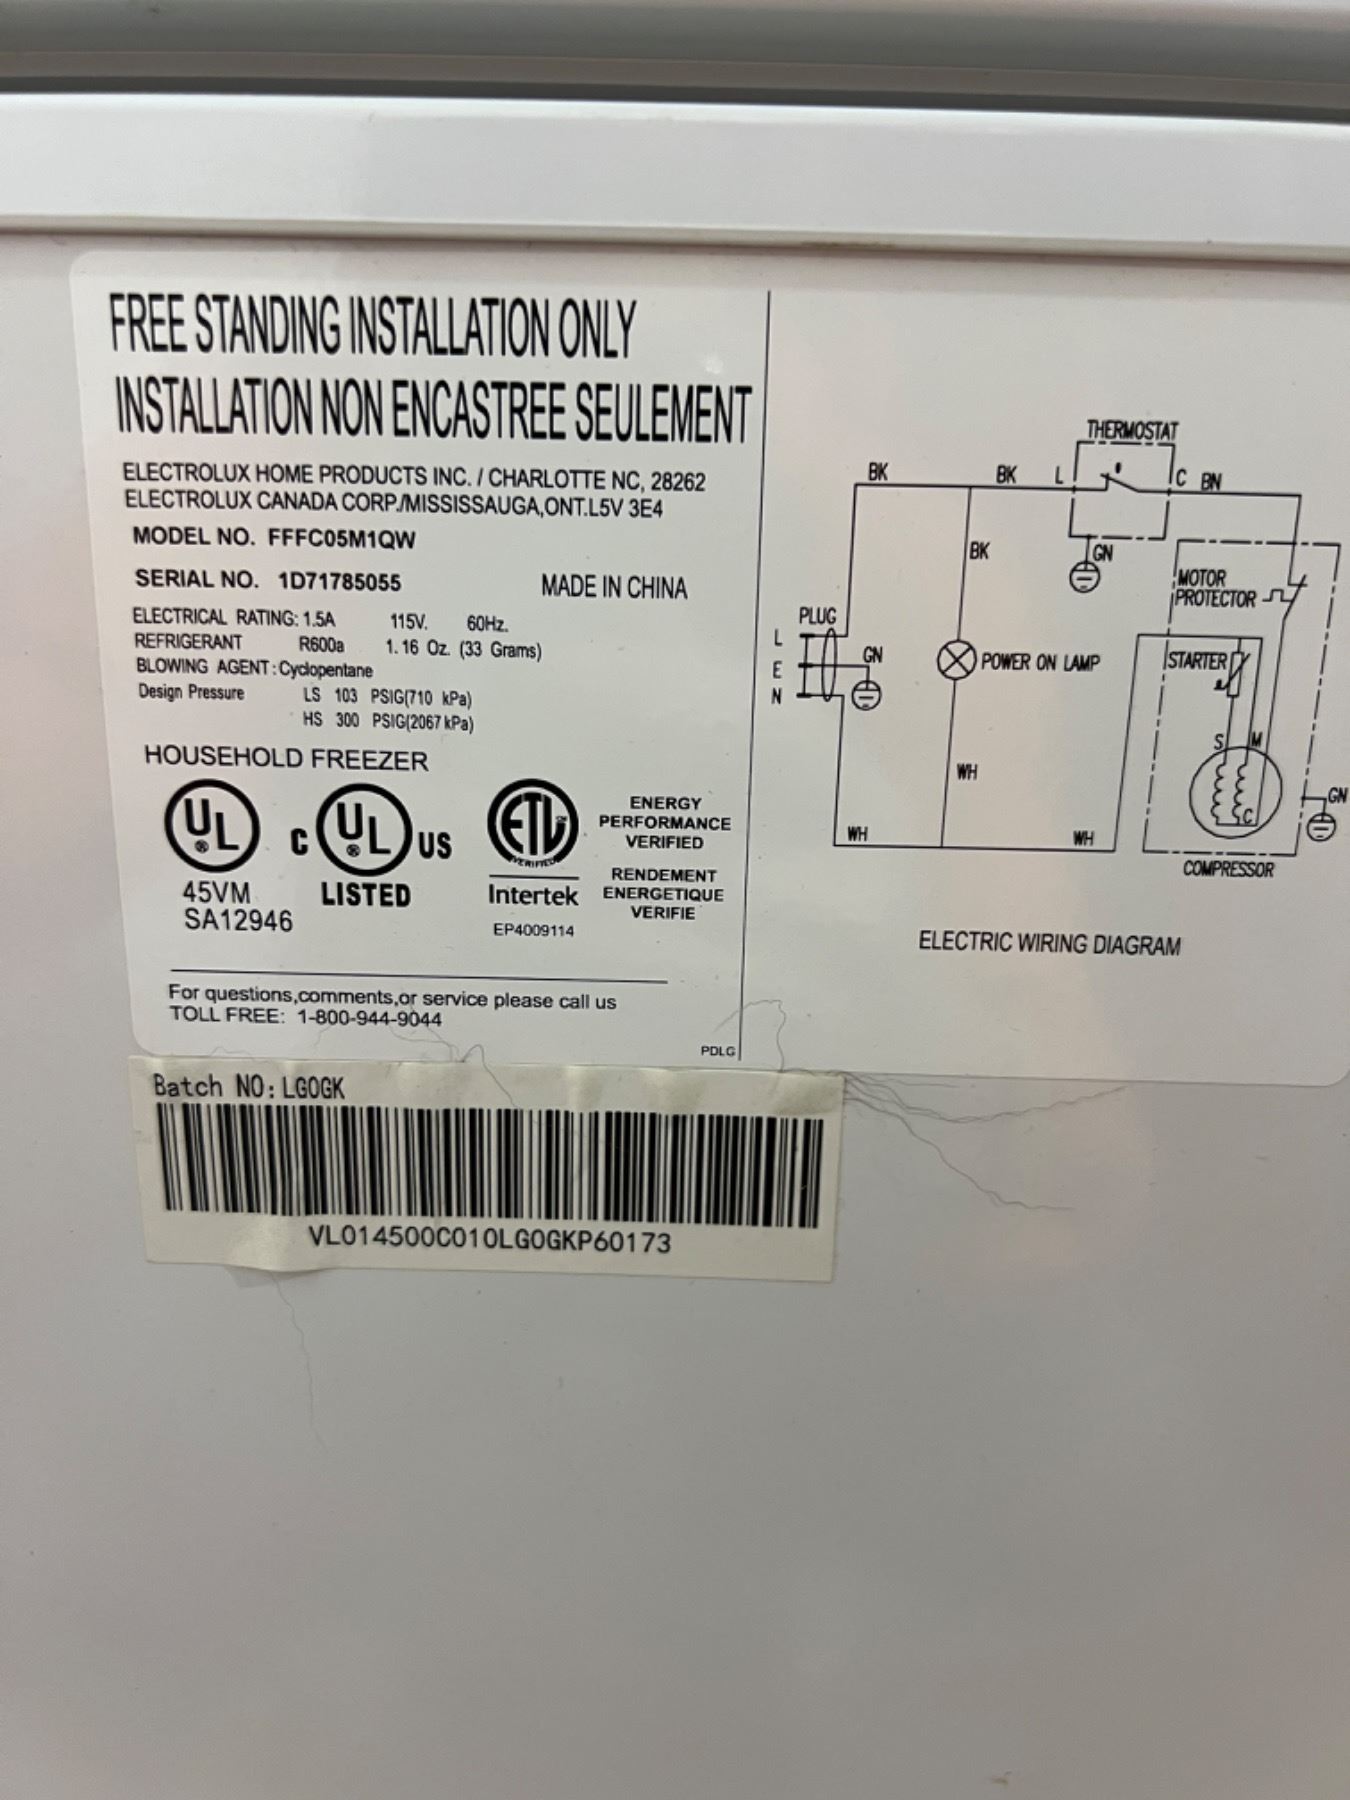 FREE STANDING INSTALLATION ONLY
INSTALLATION NON ENCASTREE SEULEMENT
ELECTROLUX HOME PRODUCTS INC. / CHARLOTTE NC, 28262
ELECTROLUX CANADA CORP./MISSISSAUGA,ONT.L5V 3E4
MODEL NO. FFFC05M1QW
SERIAL NO. 1D71785055 MADE IN CHINA
ELECTRICAL RATING: 1.5A 115V. 60Hz.
REFRIGERANT R600a 1.16 Oz. (33 Grams)
BLOWING AGENT: Cyclopentane
Design Pressure LS 103 PSIG(710 kPa)
HS 300 PSIG(2067 kPa)
HOUSEHOLD FREEZER
UL
®
45VM
SA12946
C UL US
®
LISTED
ETL
VERIFIED
Intertek
EP4009114
ENERGY
PERFORMANCE
VERIFIED
RENDEMENT
ENERGETIQUE
VERIFIE
For questions,comments,or service please call us
TOLL FREE: 1-800-944-9044
PDLG
THERMOSTAT
BK BK L C BN
BK GN
MOTOR
PROTECTOR
PLUG
L
E GN
N
POWER ON LAMP
STARTER
S M
WH
C
GN
WH WH
COMPRESSOR
ELECTRIC WIRING DIAGRAM
Batch NO: LG0GK
VL014500C010LG0GKP60173